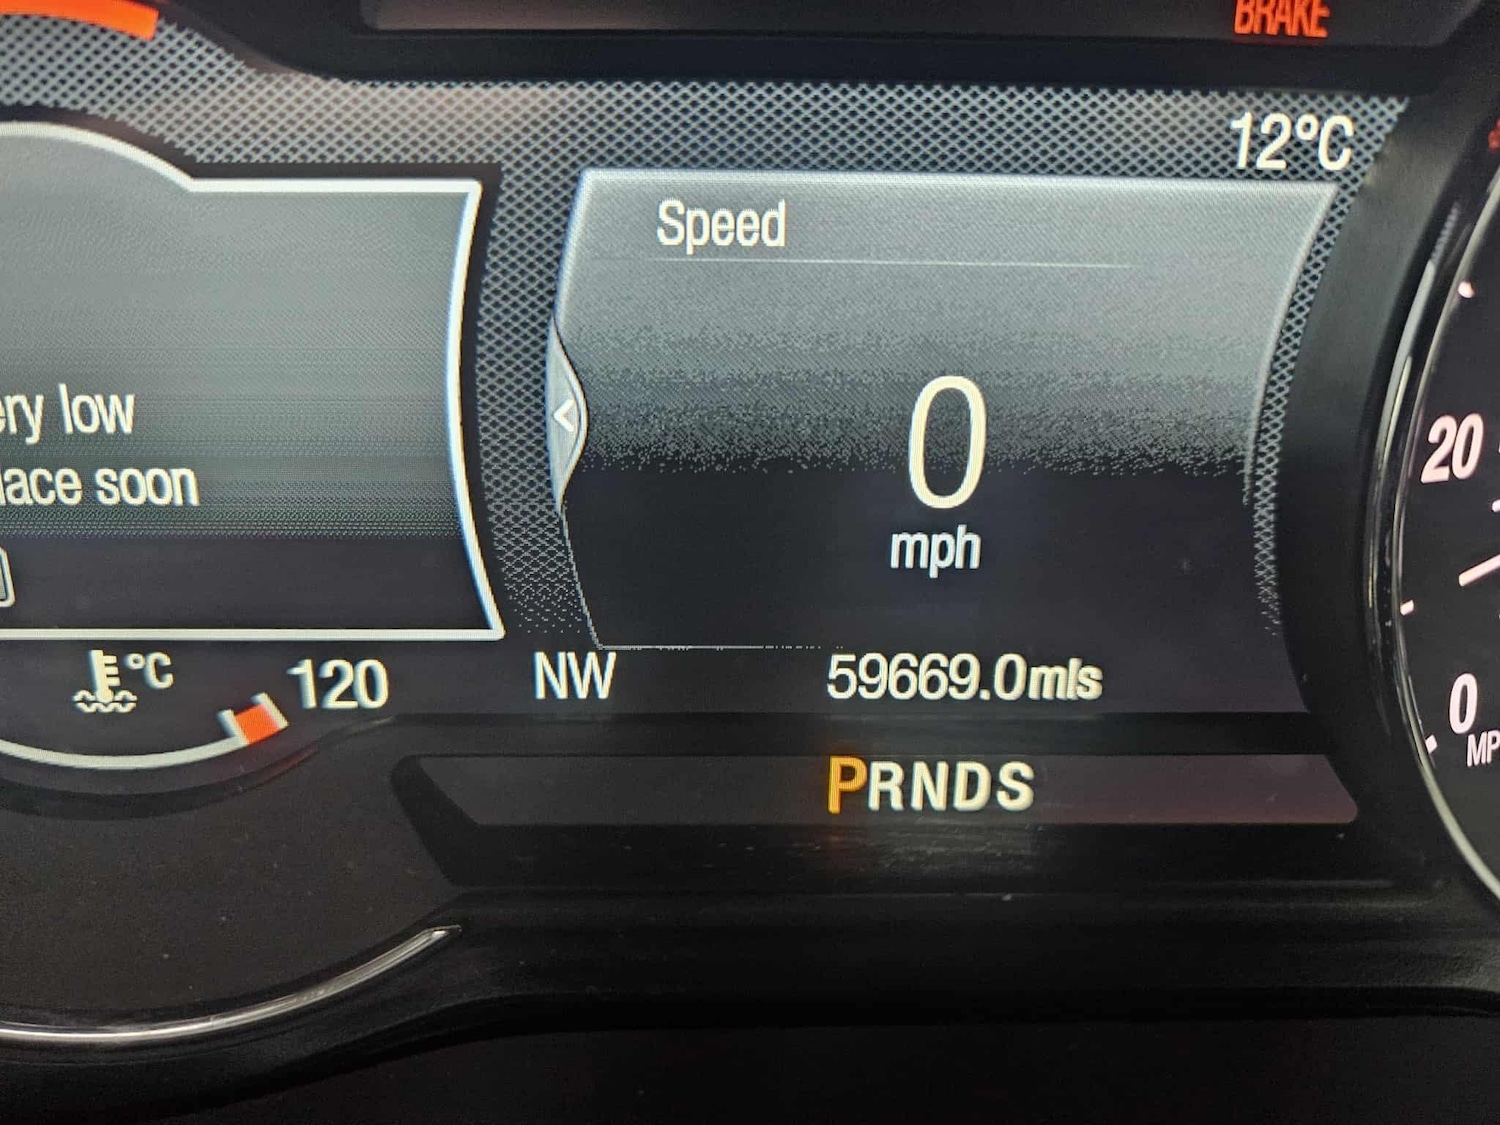 BRAKE
12°C
Speed
ery low
lace soon
0
mph
20
°C
120
NW
59669.0mls
0
MP
PRNDS